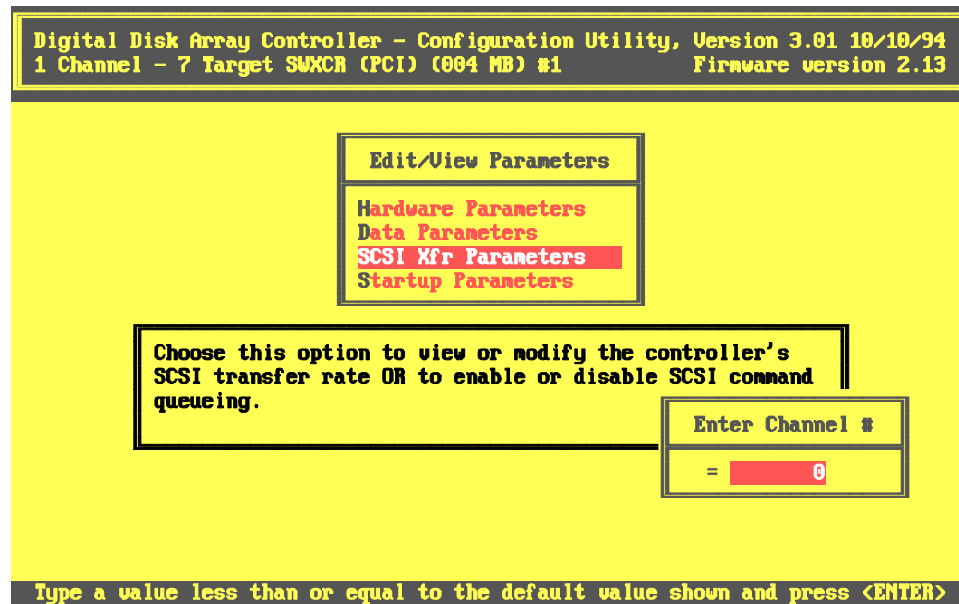 Digital Disk Array Controller – Configuration Utility, Version 3.01 10/10/94
1 Channel – 7 Target SWXCR (PCI) (004 MB) #1 Firmware version 2.13
Edit/View Parameters
Hardware Parameters
Data Parameters
SCSI Xfr Parameters
Startup Parameters
Choose this option to view or modify the controller's
SCSI transfer rate OR to enable or disable SCSI command
queueing.
Enter Channel #
= 0
Type a value less than or equal to the default value shown and press <ENTER>